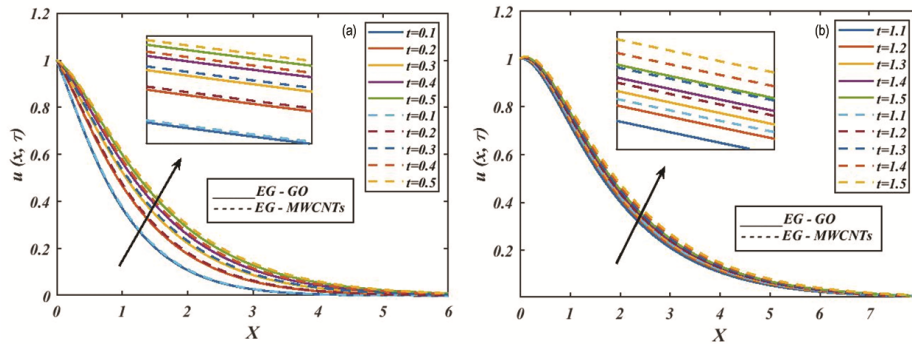 (a)
1.2
1
0.8
0.6
0.4
0.2
0
u (x, τ)
0 1 2 3 4 5 6
X
t=0.1
t=0.2
t=0.3
t=0.4
t=0.5
t=0.1
t=0.2
t=0.3
t=0.4
t=0.5
EG - GO
EG - MWCNTs
(b)
1.2
1
0.8
0.6
0.4
0.2
0
u (x, τ)
0 1 2 3 4 5 6 7
X
t=1.1
t=1.2
t=1.3
t=1.4
t=1.5
t=1.1
t=1.2
t=1.3
t=1.4
t=1.5
EG - GO
EG - MWCNTs